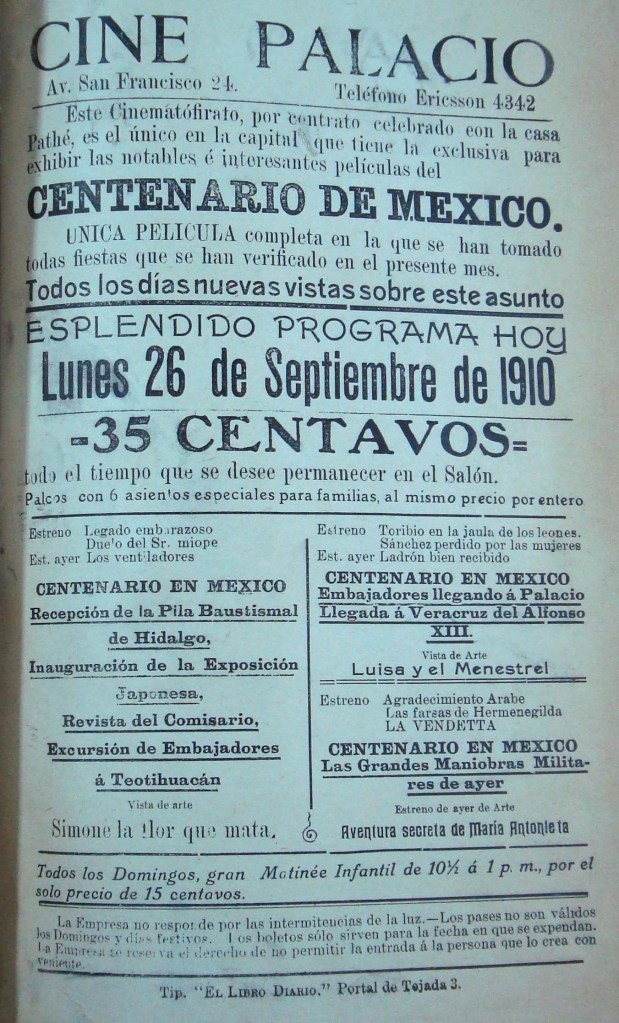 CINE PALACIO
Av. San Francisco 24. Teléfono Ericsson 4342
Este Cinematófirato, por contrato celebrado eon la casa
Pathé, es el único en la capital que tiene la exclusiva para
exhibir las notables é interesantes películas del
CENTENARIO DE MEXICO.
UNICA PELICULA completa en la que se han tomado
todas fiestas que se han verificado en el presente mes.
Todos los días nuevas vistas sobre este asunto
ESPLENDIDO PROGRAMA HOY
Lunes 26 de Septiembre de 1910
-35 CENTAVOS=
todo el tiempo que se desee permanecer en el Salón.
Palcos con 6 asientos especiales para familias, al mismo precio por entero
Estreno Legado embarazoso
Due'o del Sr. miope
Est. ayer Los ventiladores
CENTENARIO EN MEXICO
Recepción de la Pila Baustismal
de Hidalgo,
Inauguración de la Exposición
Japonesa,
Revista del Comisario,
Excursión de Embajadores
á Teotihuacán
Vista de arte
Simone la flor que mata.
Estreno Toribio en la jaula de los leones.
Sánchez perdido por las mujeres
Est. ayer Ladrón bien recibido
CENTENARIO EN MEXICO
Embajadores llegando á Palacio
Llegada á Veracruz del Alfonso
XIII.
Vista de Arte
Luisa y el Menestrel
Estreno Agradecimiento Arabe
Las farsas de Hermenegilda
LA VENDETTA
CENTENARIO EN MEXICO
Las Grandes Maniobras Milita-
res de ayer
Estreno de ayer de Arte
Aventura secreta de María Antonieta
Todos los Domingos, gran Matinée Infantil de 10½ á 1 p. m., por el
solo precio de 15 centavos.
La Empresa no responde por las intermitencias de la luz.—Los pases no son válidos
los Domingos y días festivos. Los boletos sólo sirven para la fecha en que se expendan.
La Empresa se reserva el derecho de no permitir la entrada á la persona que lo crea con
veniente.
Tip. "EL LIBRO DIARIO," Portal de Tejada 3.